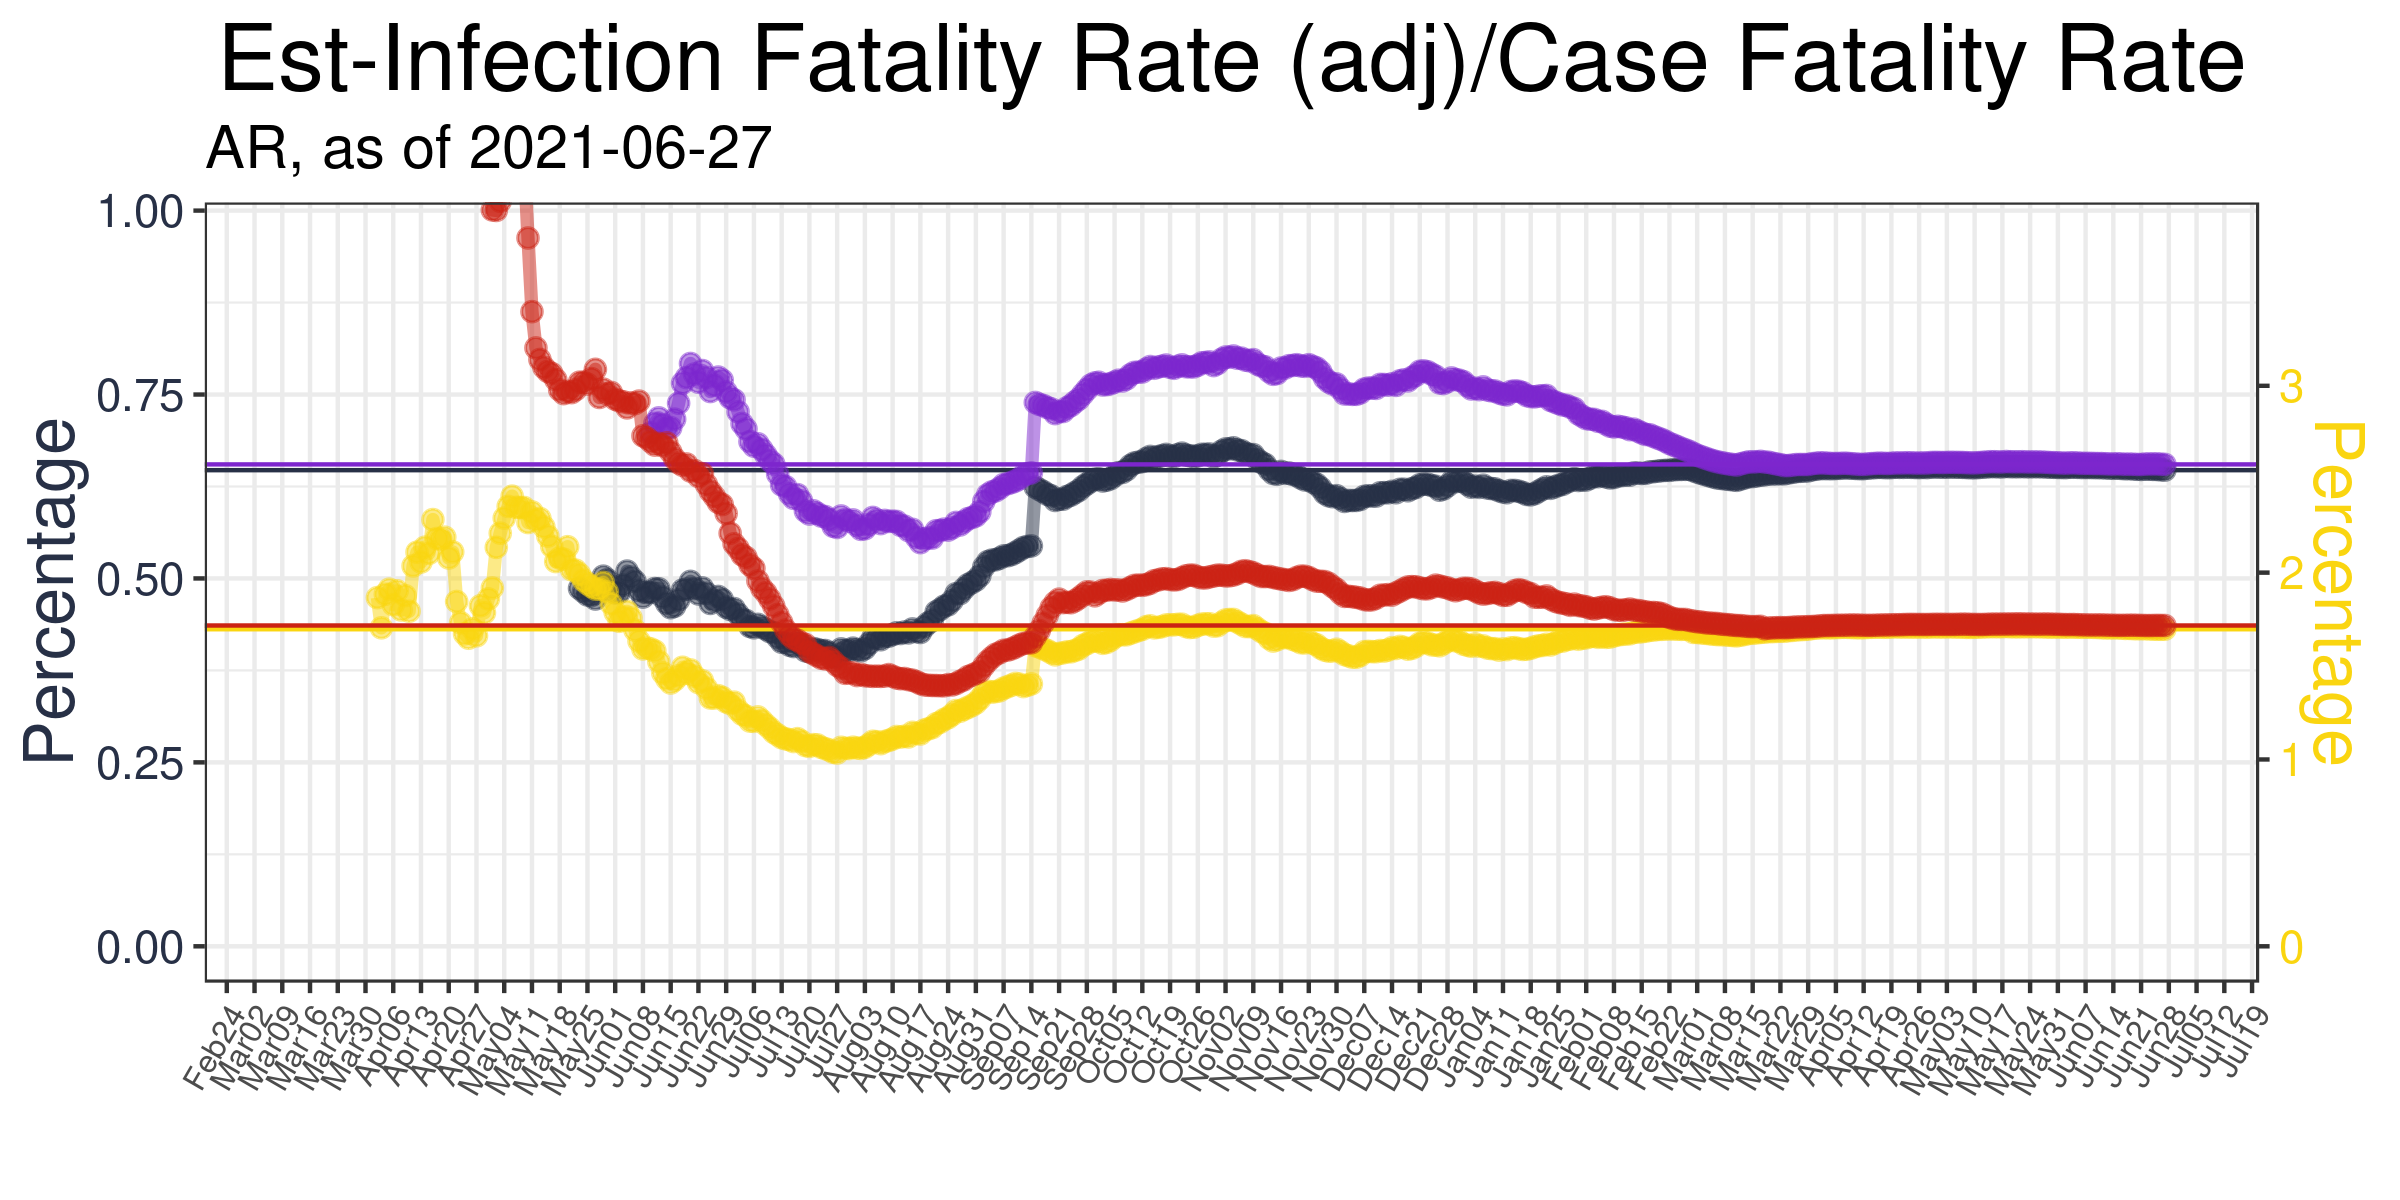 Est-Infection Fatality Rate (adj)/Case Fatality Rate
AR, as of 2021-06-27
Percentage
1.00
0.75
0.50
0.25
0.00
3
2
1
0
Percentage
Feb24
Mar02
Mar09
Mar16
Mar23
Mar30
Apr06
Apr13
Apr20
Apr27
May04
May11
May18
May25
Jun01
Jun08
Jun15
Jun22
Jun29
Jul06
Jul13
Jul20
Jul27
Aug03
Aug10
Aug17
Aug24
Aug31
Sep07
Sep14
Sep21
Sep28
Oct05
Oct12
Oct19
Oct26
Nov02
Nov09
Nov16
Nov23
Nov30
Dec07
Dec14
Dec21
Dec28
Jan04
Jan11
Jan18
Jan25
Feb01
Feb08
Feb15
Feb22
Mar01
Mar08
Mar15
Mar22
Mar29
Apr05
Apr12
Apr19
Apr26
May03
May10
May17
May24
May31
Jun07
Jun14
Jun21
Jun28
Jul05
Jul12
Jul19